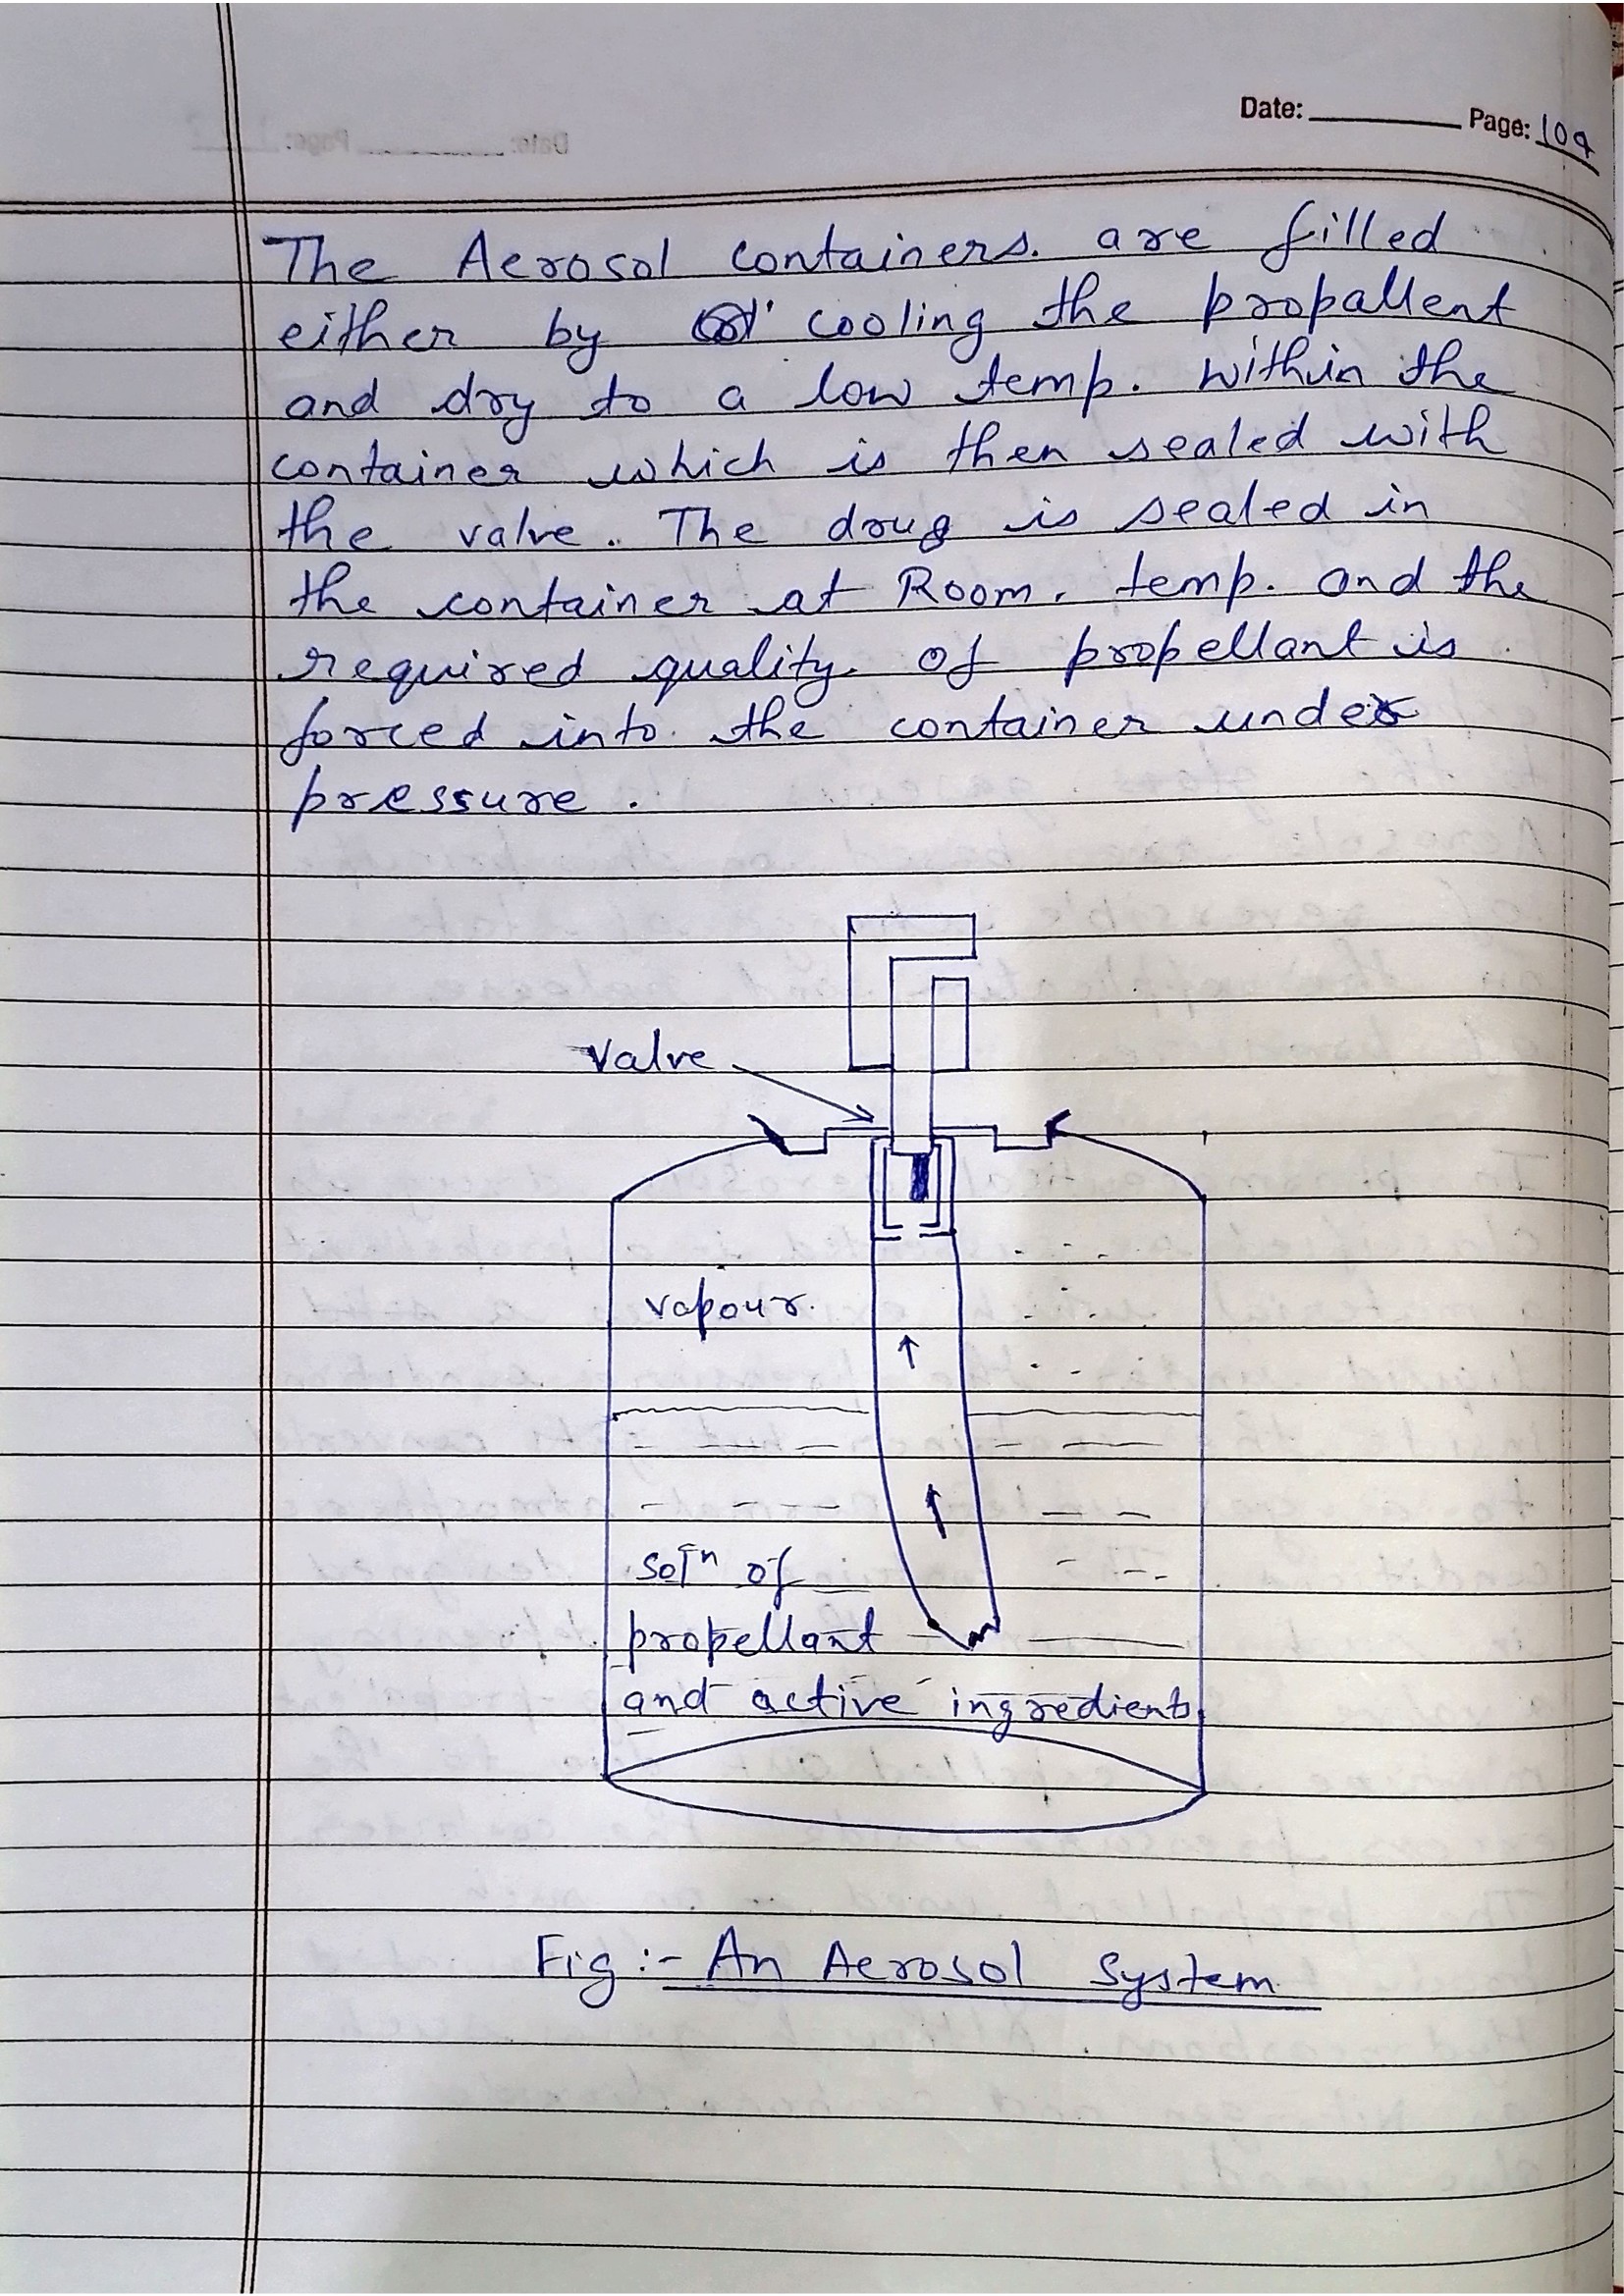 Date: Page: 109
The Aerosol containers. are filled
either by cooling the propallent
and dry to a low temp. within the
container which is then sealed with
the valve. The drug is sealed in
the container at Room. temp. and the
required quality. of propellant is
forced into the container under
pressure.
Valve
vapour.
solⁿ of
propellant
and active ingredients
Fig :- An Aerosol System